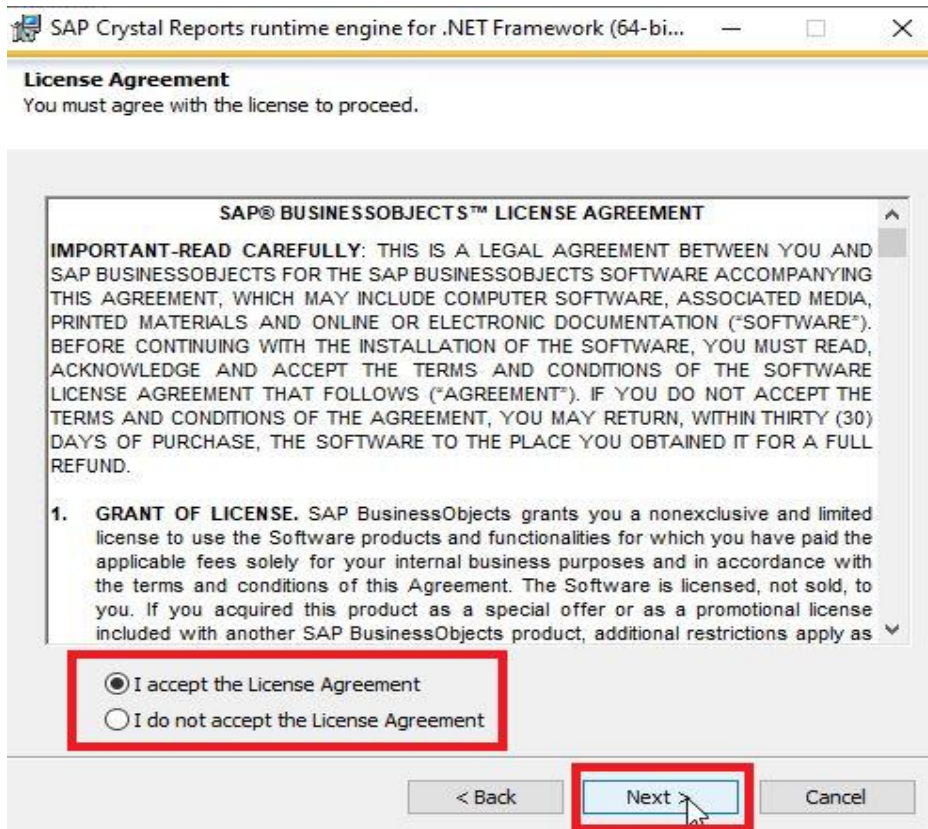 SAP Crystal Reports runtime engine for .NET Framework (64-bi...
License Agreement
You must agree with the license to proceed.
SAP® BUSINESSOBJECTS™ LICENSE AGREEMENT
IMPORTANT-READ CAREFULLY: THIS IS A LEGAL AGREEMENT BETWEEN YOU AND
SAP BUSINESSOBJECTS FOR THE SAP BUSINESSOBJECTS SOFTWARE ACCOMPANYING
THIS AGREEMENT, WHICH MAY INCLUDE COMPUTER SOFTWARE, ASSOCIATED MEDIA,
PRINTED MATERIALS AND ONLINE OR ELECTRONIC DOCUMENTATION (“SOFTWARE”).
BEFORE CONTINUING WITH THE INSTALLATION OF THE SOFTWARE, YOU MUST READ,
ACKNOWLEDGE AND ACCEPT THE TERMS AND CONDITIONS OF THE SOFTWARE
LICENSE AGREEMENT THAT FOLLOWS (“AGREEMENT”). IF YOU DO NOT ACCEPT THE
TERMS AND CONDITIONS OF THE AGREEMENT, YOU MAY RETURN, WITHIN THIRTY (30)
DAYS OF PURCHASE, THE SOFTWARE TO THE PLACE YOU OBTAINED IT FOR A FULL
REFUND.
1. GRANT OF LICENSE. SAP BusinessObjects grants you a nonexclusive and limited
license to use the Software products and functionalities for which you have paid the
applicable fees solely for your internal business purposes and in accordance with
the terms and conditions of this Agreement. The Software is licensed, not sold, to
you. If you acquired this product as a special offer or as a promotional license
included with another SAP BusinessObjects product, additional restrictions apply as
I accept the License Agreement
I do not accept the License Agreement
< Back Next > Cancel